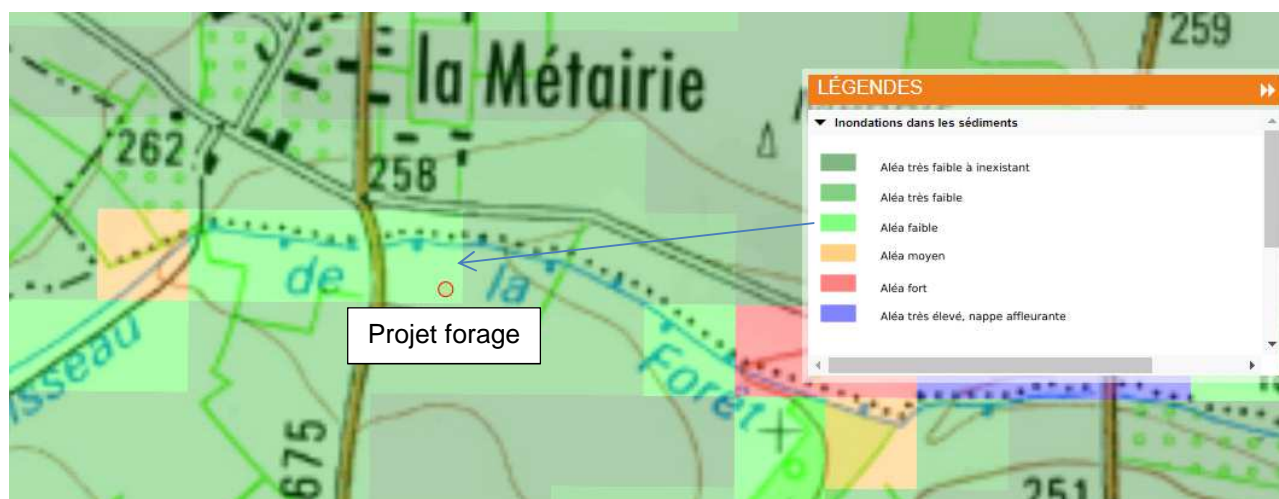 259
la Métairie
LÉGENDES
Inondations dans les sédiments
262
258
Aléa très faible à inexistant
Aléa très faible
Aléa faible
Aléa moyen
Aléa fort
Aléa très élevé, nappe affleurante
de
la
Projet forage
isseau
Forêt
675
251